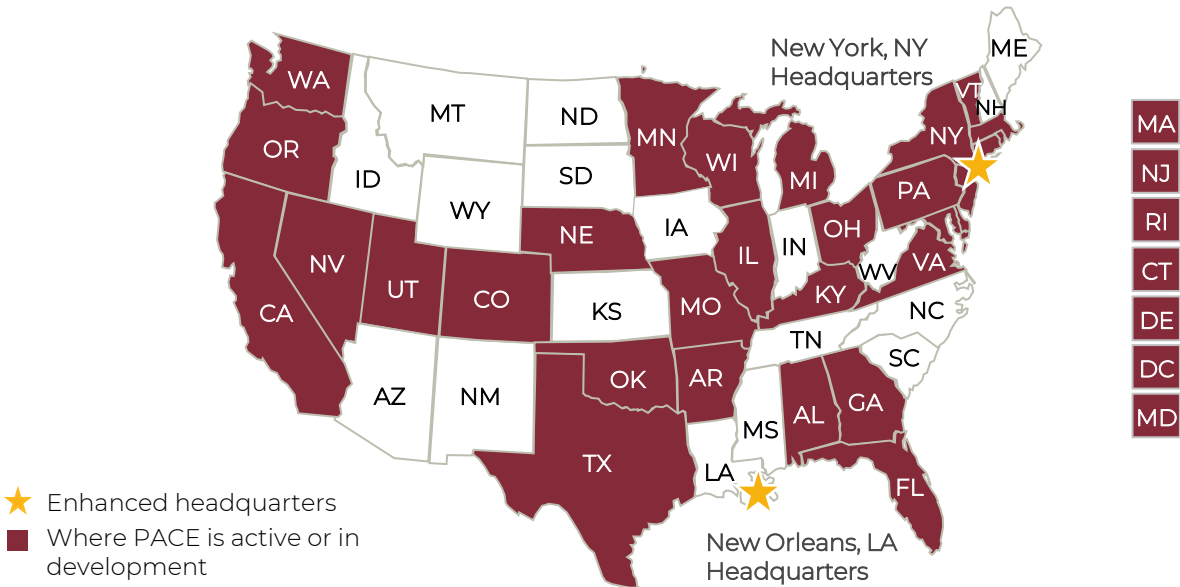 New York, NY
Headquarters
ME
WA
VT
NH
MT
ND
MN
NY
MA
OR
WI
SD
ID
MI
PA
NJ
WY
NE
IA
OH
RI
IN
IL
NV
UT
CO
WV
VA
CT
KY
CA
KS
MO
NC
DE
TN
SC
OK
AR
DC
AZ
NM
GA
AL
MS
MD
TX
LA
FL
Enhanced headquarters
Where PACE is active or in
development
New Orleans, LA
Headquarters